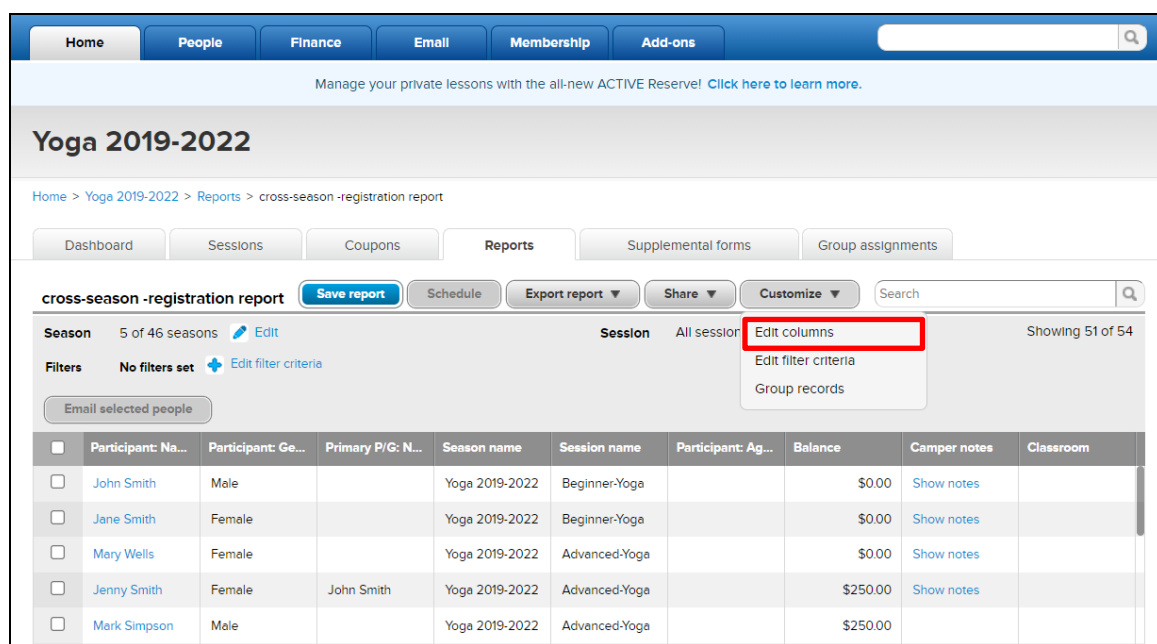 Home People Finance Email Membership Add-ons
Manage your private lessons with the all-new ACTIVE Reserve! Click here to learn more.
Yoga 2019-2022
Home > Yoga 2019-2022 > Reports > cross-season -registration report
Dashboard Sessions Coupons Reports Supplemental forms Group assignments
cross-season -registration report Save report Schedule Export report ▼ Share ▼ Customize ▼ Search
Season 5 of 46 seasons Edit Session All session Edit columns Showing 51 of 54
Filters No filters set Edit filter criteria Edit filter criteria
Group records
Email selected people
Participant: Na... Participant: Ge... Primary P/G: N... Season name Session name Participant: Ag... Balance Camper notes Classroom
John Smith Male Yoga 2019-2022 Beginner-Yoga $0.00 Show notes
Jane Smith Female Yoga 2019-2022 Beginner-Yoga $0.00 Show notes
Mary Wells Female Yoga 2019-2022 Advanced-Yoga $0.00 Show notes
Jenny Smith Female John Smith Yoga 2019-2022 Advanced-Yoga $250.00 Show notes
Mark Simpson Male Yoga 2019-2022 Advanced-Yoga $250.00